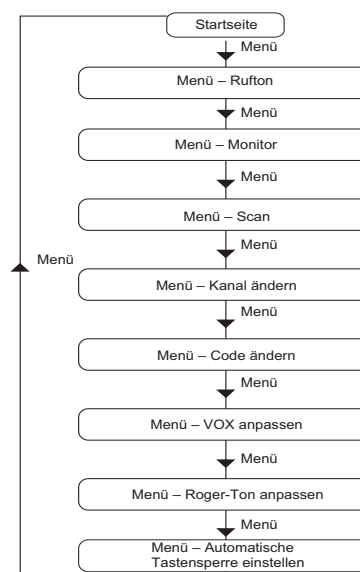 Startseite
Menü
Menü – Rufton
Menü
Menü – Monitor
Menü
Menü – Scan
Menü
Menü
Menü – Kanal ändern
Menü
Menü – Code ändern
Menü
Menü – VOX anpassen
Menü
Menü – Roger-Ton anpassen
Menü
Menü – Automatische
Tastensperre einstellen